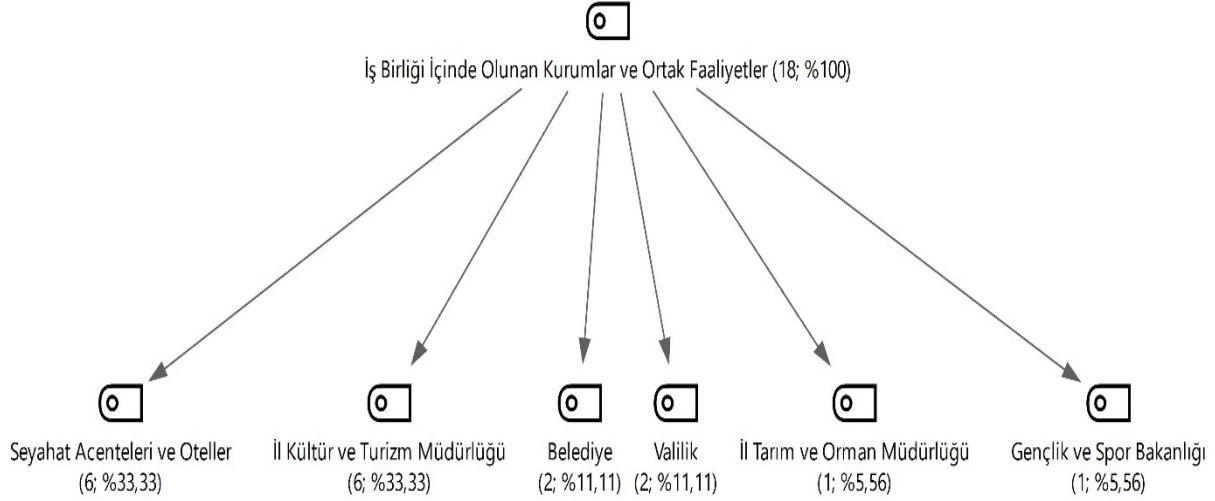 İş Birliği İçinde Olunan Kurumlar ve Ortak Faaliyetler (18; %100)
Seyahat Acenteleri ve Oteller
(6; %33,33)
İl Kültür ve Turizm Müdürlüğü
(6; %33,33)
Belediye
(2; %11,11)
Valilik
(2; %11,11)
İl Tarım ve Orman Müdürlüğü
(1; %5,56)
Gençlik ve Spor Bakanlığı
(1; %5,56)